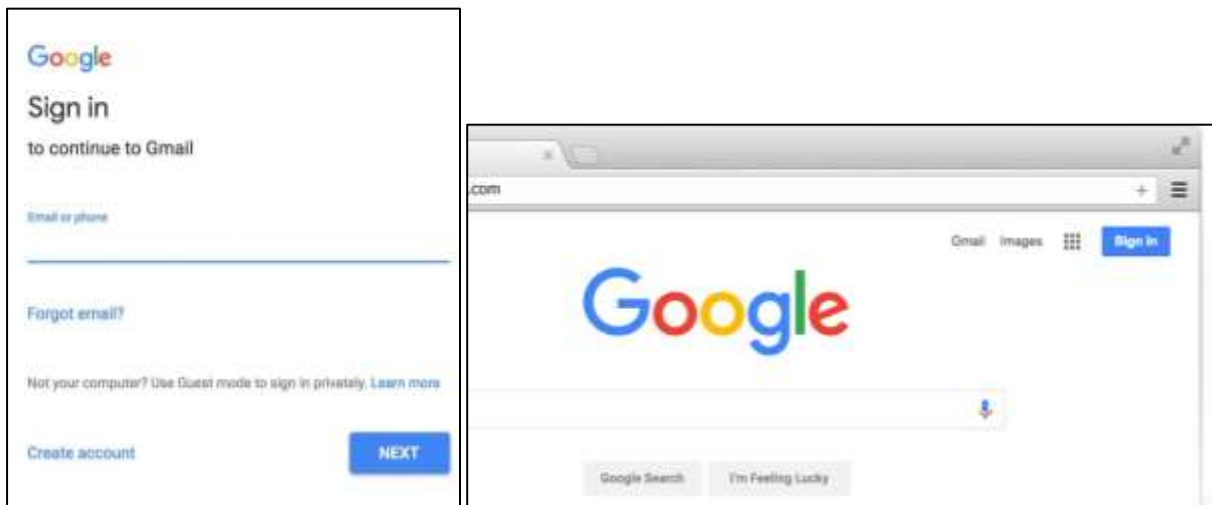 Google
Sign in
to continue to Gmail
Email or phone
Forgot email?
Not your computer? Use Guest mode to sign in privately. Learn more
Create account NEXT
.com
Gmail Images Sign in
Google
Google Search I'm Feeling Lucky